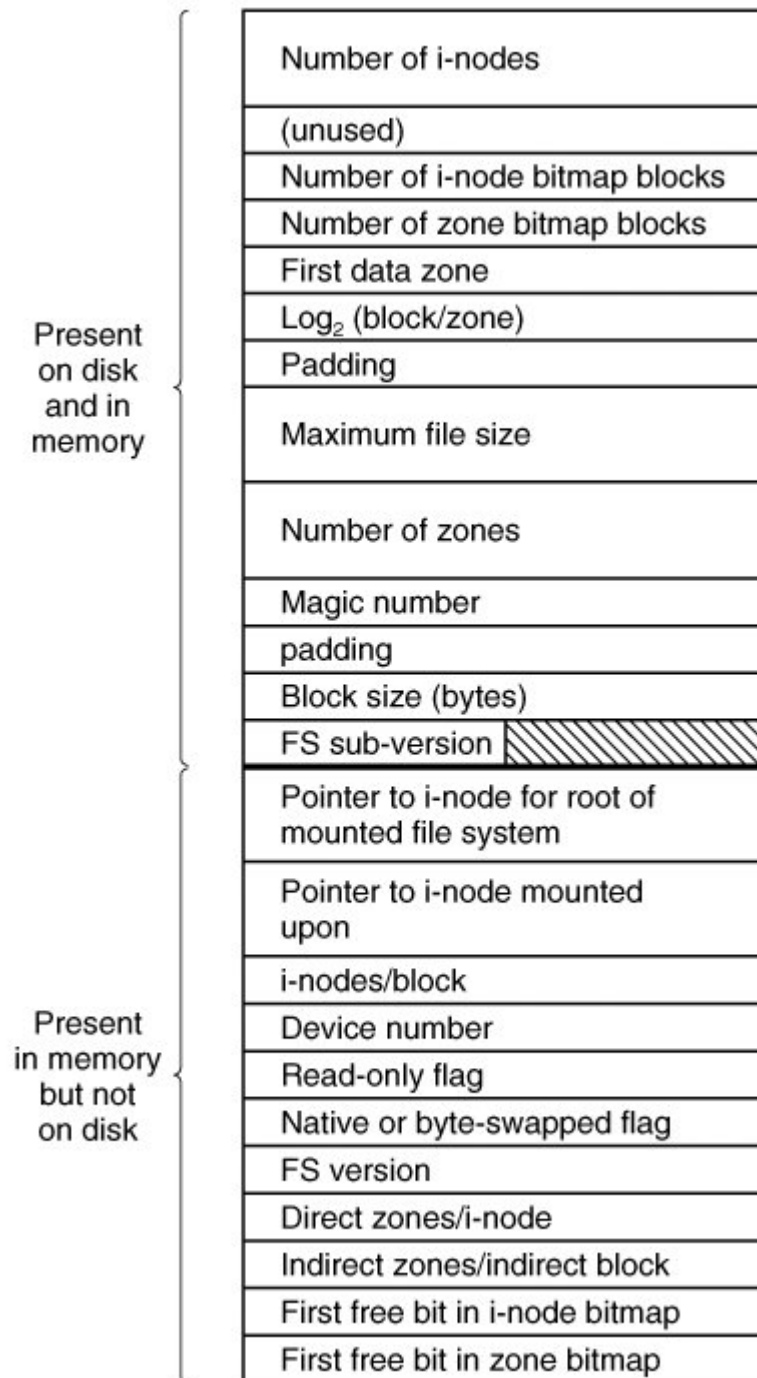 Number of i-nodes
(unused)
Number of i-node bitmap blocks
Number of zone bitmap blocks
First data zone
Log₂ (block/zone)
Padding
Present
on disk
and in
memory
Maximum file size
Number of zones
Magic number
padding
Block size (bytes)
FS sub-version
Pointer to i-node for root of
mounted file system
Pointer to i-node mounted
upon
i-nodes/block
Device number
Present
in memory
but not
on disk
Read-only flag
Native or byte-swapped flag
FS version
Direct zones/i-node
Indirect zones/indirect block
First free bit in i-node bitmap
First free bit in zone bitmap